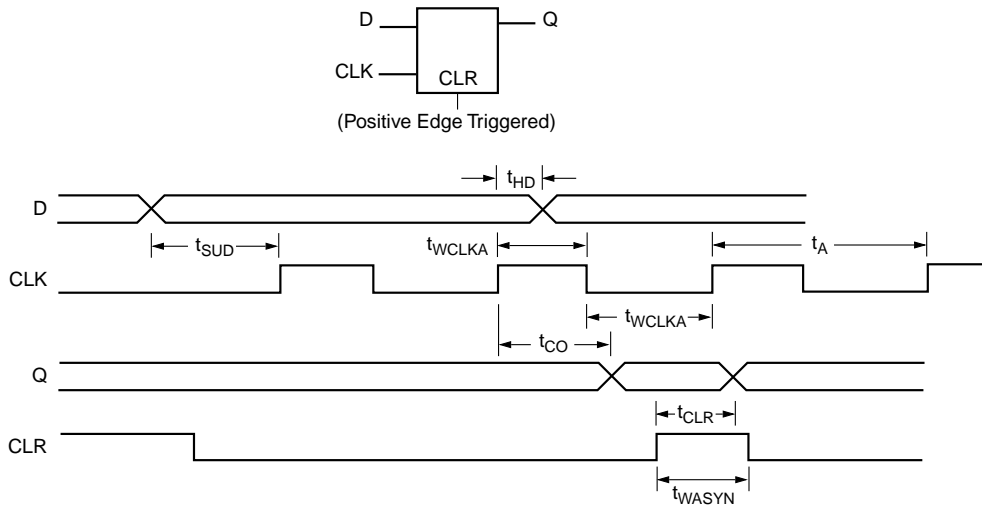 D
Q
CLK
CLR
(Positive Edge Triggered)
tHD
D
tSUD
tWCLKA
tA
CLK
tWCLKA
tCO
Q
tCLR
CLR
tWASYN